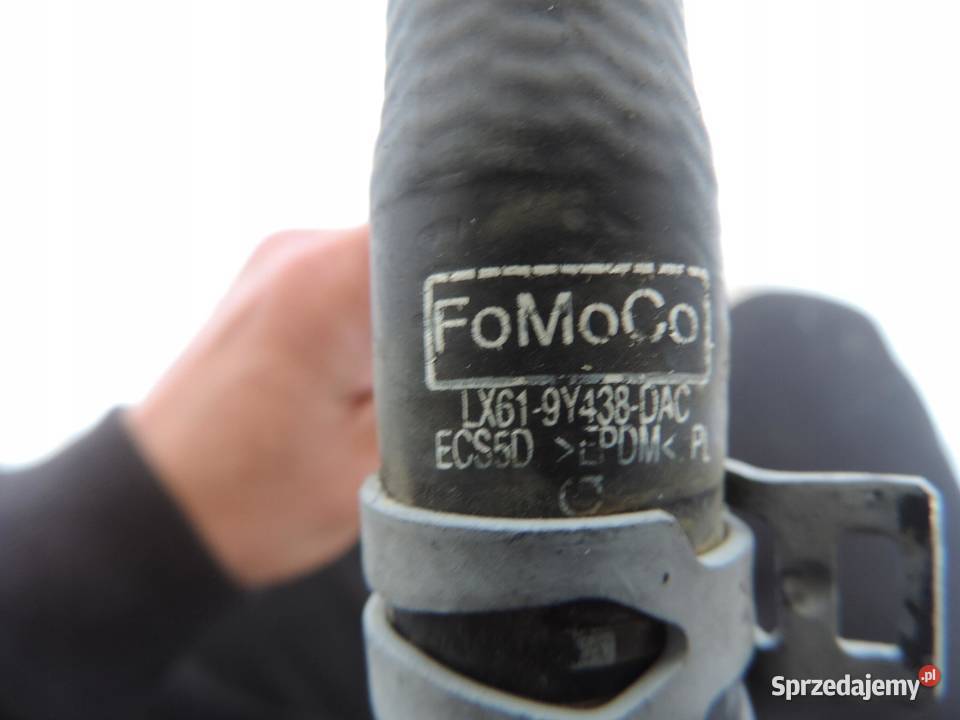 FoMoCo
LX61-9Y438-DAC
ECS5D >EPDM< PL
Sprzedajemy.pl